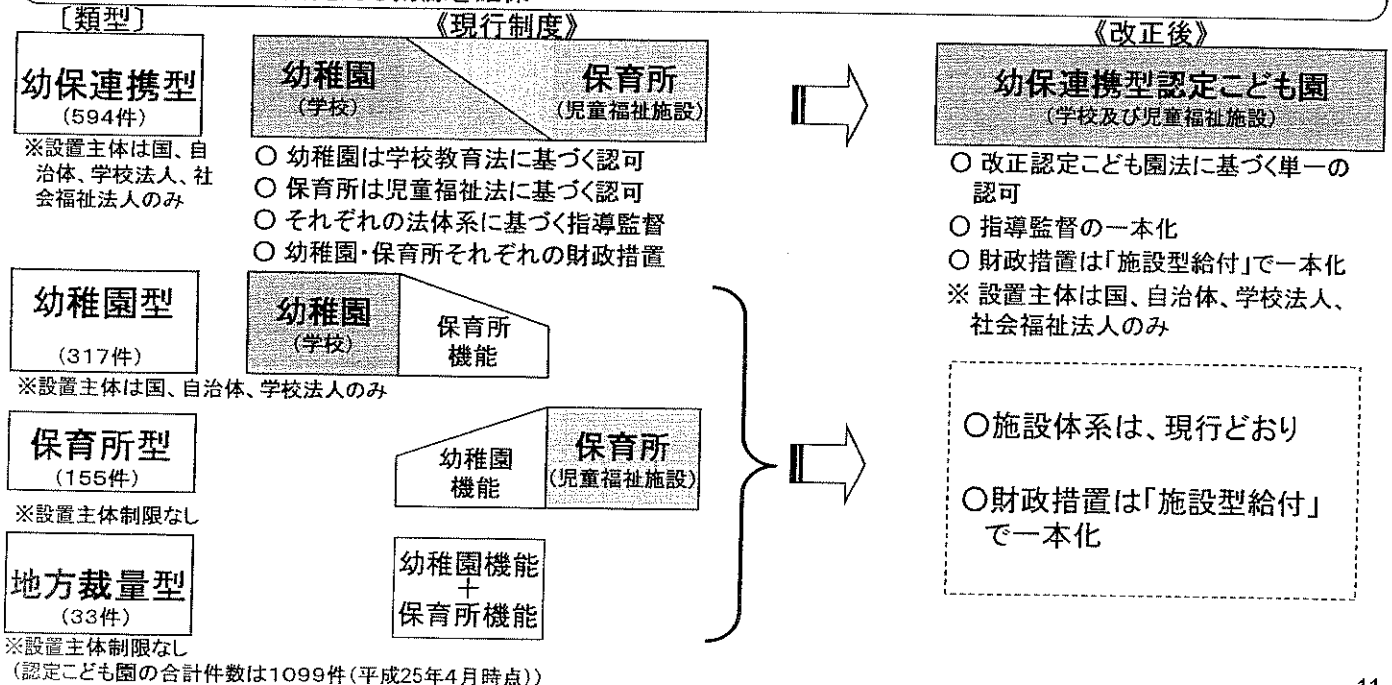 〔類型〕
《現行制度》
《改正後》
幼保連携型
(594件)
※設置主体は国、自
治体、学校法人、社
会福祉法人のみ
幼稚園
(学校)
保育所
(児童福祉施設)
○ 幼稚園は学校教育法に基づく認可
○ 保育所は児童福祉法に基づく認可
○ それぞれの法体系に基づく指導監督
○ 幼稚園・保育所それぞれの財政措置
幼保連携型認定こども園
(学校及び児童福祉施設)
○ 改正認定こども園法に基づく単一の
認可
○ 指導監督の一本化
○ 財政措置は「施設型給付」で一本化
※ 設置主体は国、自治体、学校法人、
社会福祉法人のみ
幼稚園型
(317件)
※設置主体は国、自治体、学校法人のみ
幼稚園
(学校)
保育所
機能
保育所型
(155件)
※設置主体制限なし
幼稚園
機能
保育所
(児童福祉施設)
地方裁量型
(33件)
※設置主体制限なし
幼稚園機能
+
保育所機能
○施設体系は、現行どおり
○財政措置は「施設型給付」
で一本化
(認定こども園の合計件数は1099件(平成25年4月時点))